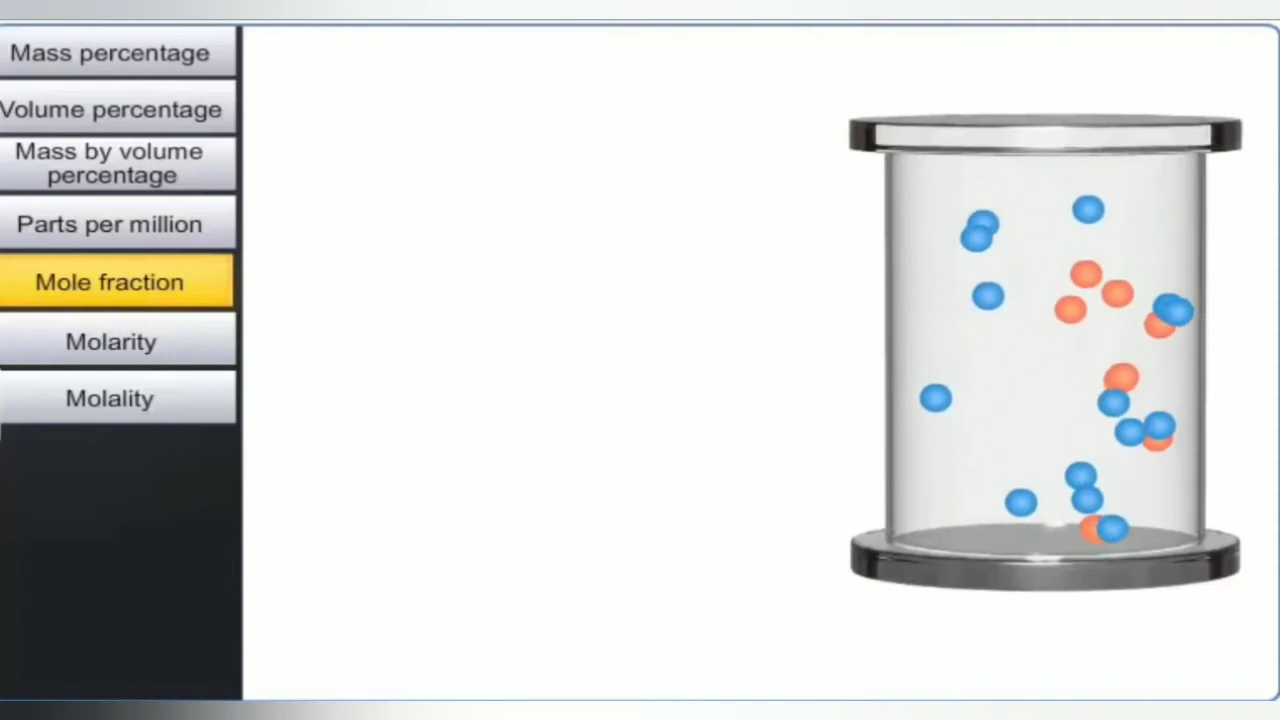 Mass percentage
Volume percentage
Mass by volume
percentage
Parts per million
Mole fraction
Molarity
Molality